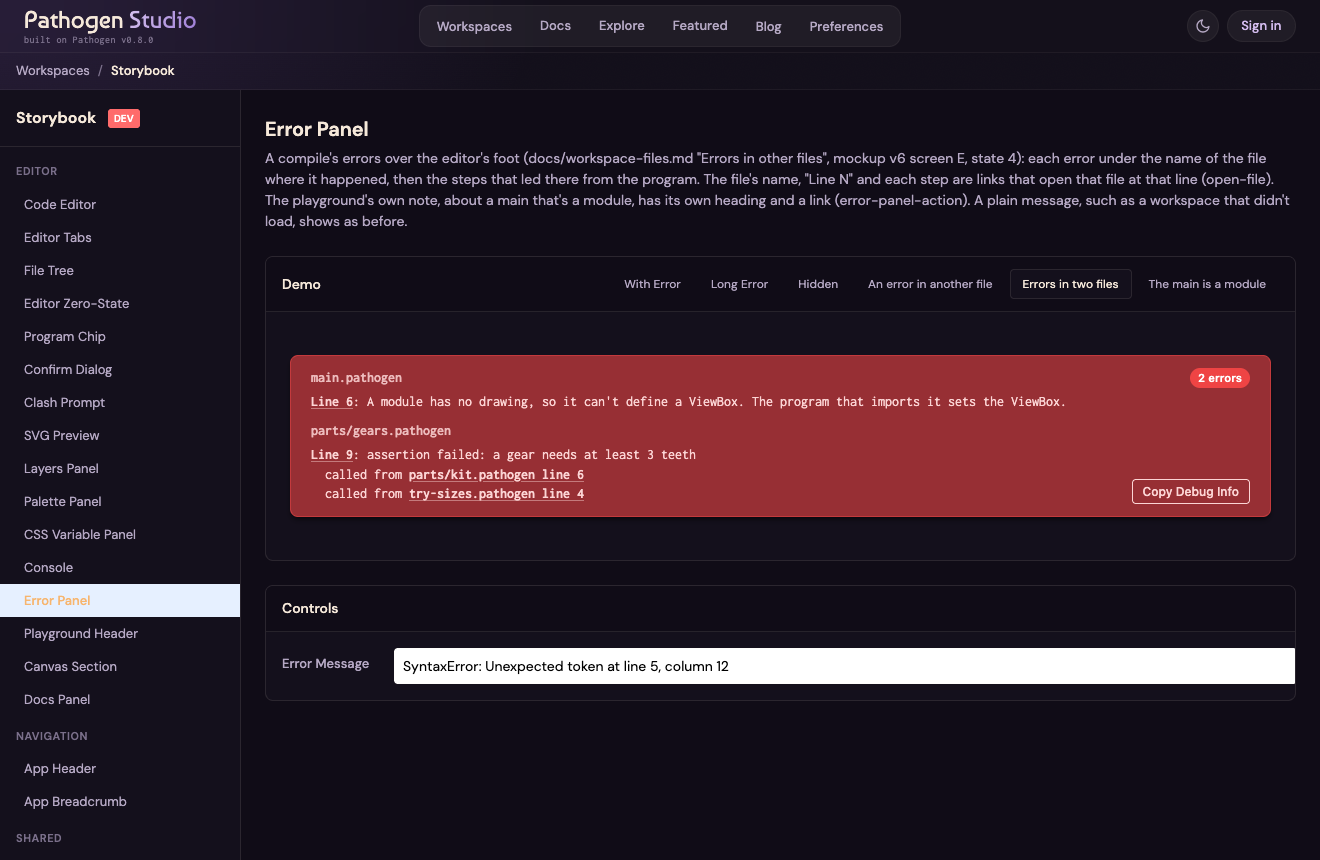 Pathogen Studio
built on Pathogen v0.8.0
Workspaces
Docs
Explore
Featured
Blog
Preferences
Sign in
Workspaces / Storybook
Storybook DEV
EDITOR
Code Editor
Editor Tabs
File Tree
Editor Zero-State
Program Chip
Confirm Dialog
Clash Prompt
SVG Preview
Layers Panel
Palette Panel
CSS Variable Panel
Console
Error Panel
Playground Header
Canvas Section
Docs Panel
NAVIGATION
App Header
App Breadcrumb
SHARED
Error Panel
A compile's errors over the editor's foot (docs/workspace-files.md "Errors in other files", mockup v6 screen E, state 4): each error under the name of the file
where it happened, then the steps that led there from the program. The file's name, "Line N" and each step are links that open that file at that line (open-file).
The playground's own note, about a main that's a module, has its own heading and a link (error-panel-action). A plain message, such as a workspace that didn't
load, shows as before.
Demo
With Error
Long Error
Hidden
An error in another file
Errors in two files
The main is a module
main.pathogen
2 errors
Line 6: A module has no drawing, so it can't define a ViewBox. The program that imports it sets the ViewBox.
parts/gears.pathogen
Line 9: assertion failed: a gear needs at least 3 teeth
called from parts/kit.pathogen line 6
called from try-sizes.pathogen line 4
Copy Debug Info
Controls
Error Message
SyntaxError: Unexpected token at line 5, column 12